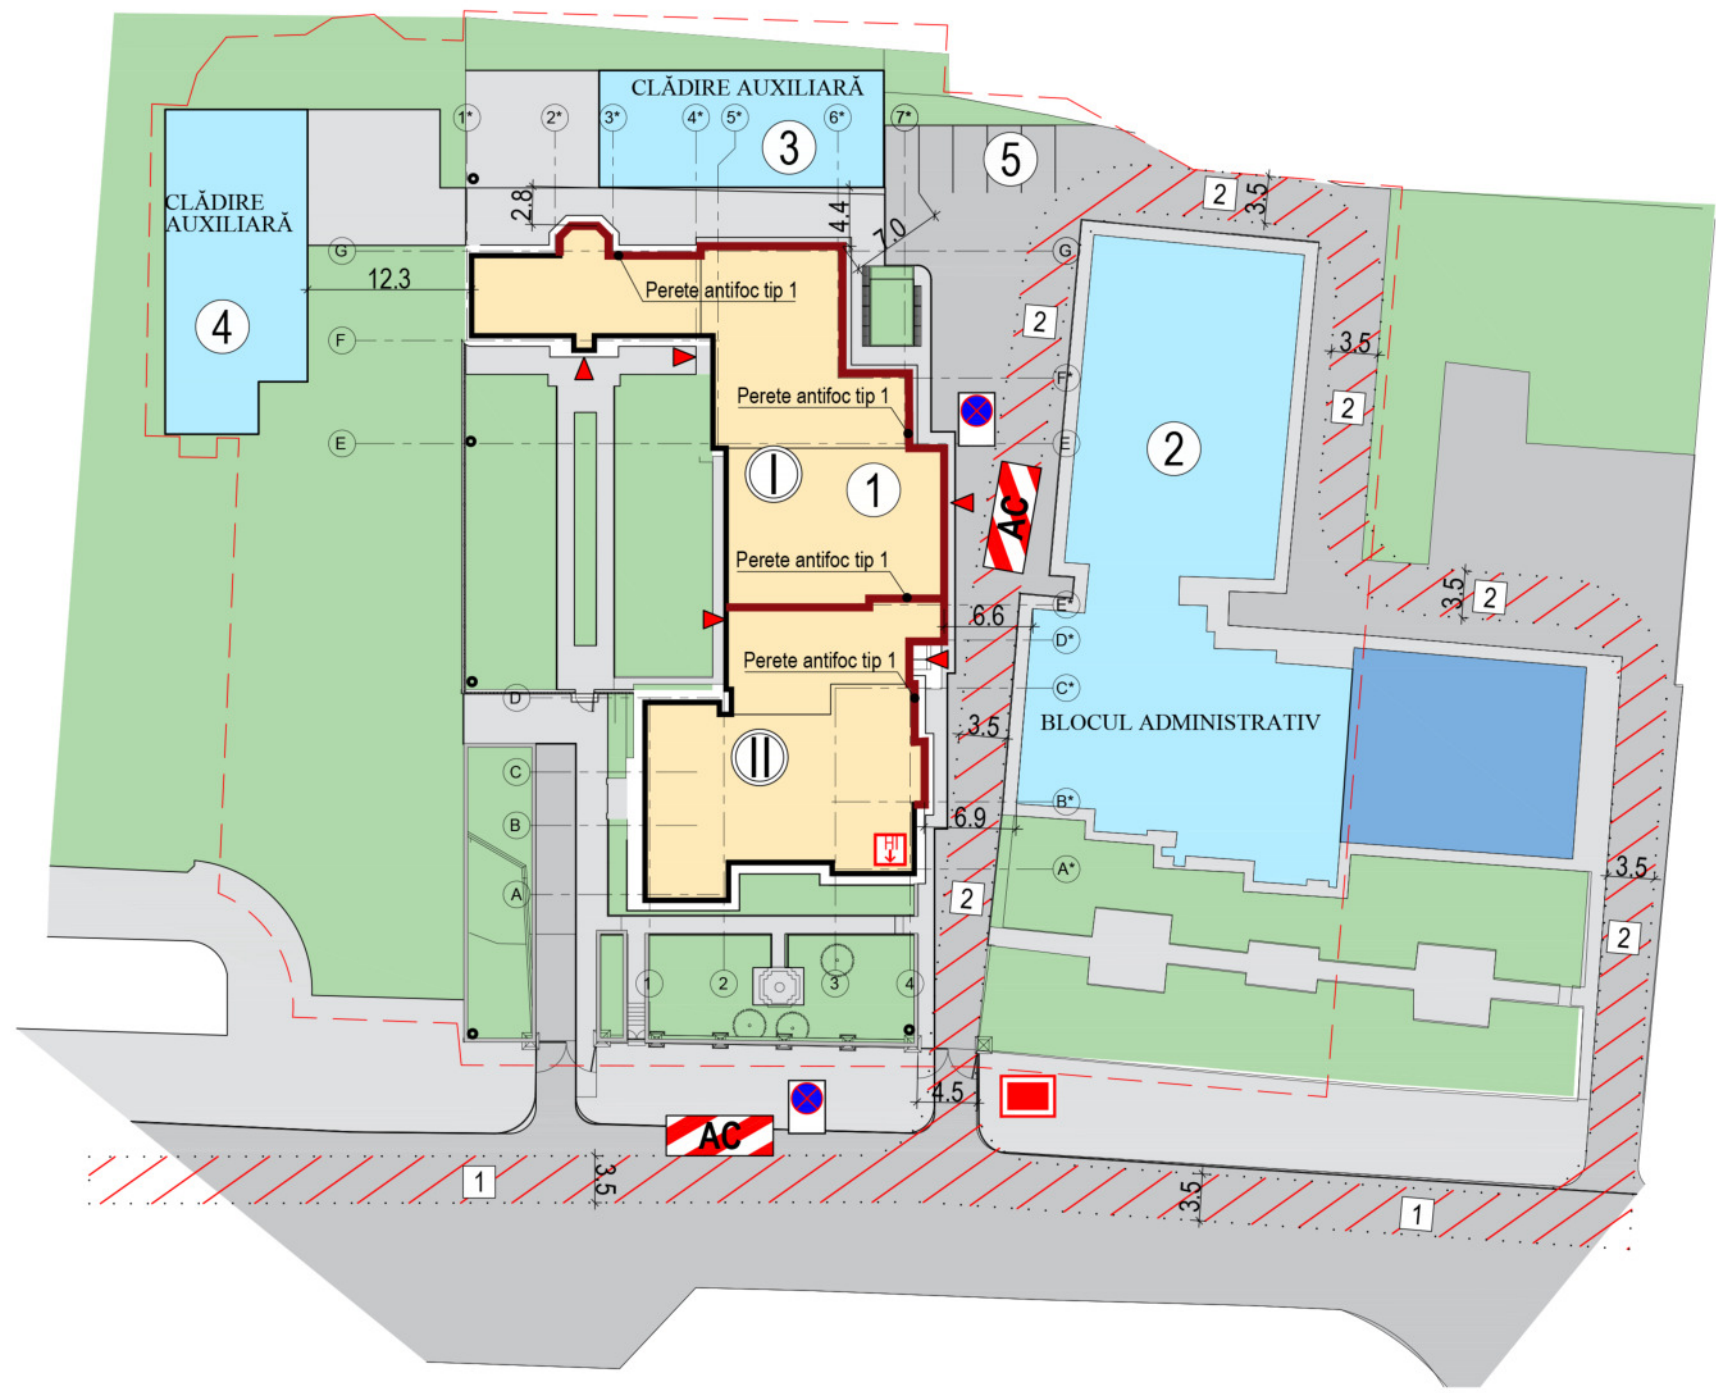 CLĂDIRE AUXILIARĂ
1*
2*
3*
4*
5*
6*
7*
3
5
2
3.5
CLĂDIRE
AUXILIARĂ
2.8
4.4
7.0
G
G
12.3
Perete antifoc tip 1
4
2
F
3.5
F*
Perete antifoc tip 1
2
E
E
2
I
1
AC
Perete antifoc tip 1
3.5
2
E*
6.6
D*
Perete antifoc tip 1
C*
D
BLOCUL ADMINISTRATIV
3.5
II
C
B*
B
6.9
HI
A*
3.5
A
2
2
1
2
3
4
4.5
AC
1
3.5
3.5
1